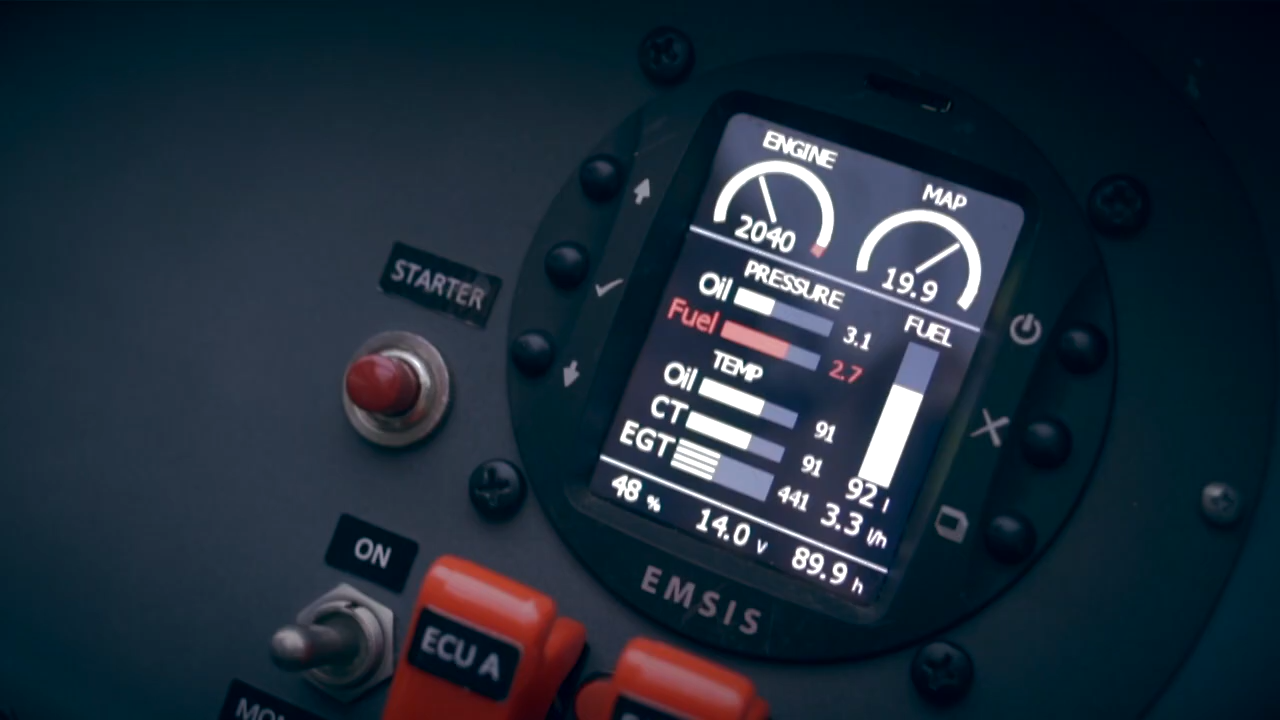 ENGINE
2040
MAP
19.9
PRESSURE
Oil 3.1
Fuel 2.7
FUEL
TEMP
Oil 91
CT 91
EGT 441
92 l
3.3 l/h
48 % 14.0 v 89.9 h
EMSIS
STARTER
ON
ECU A